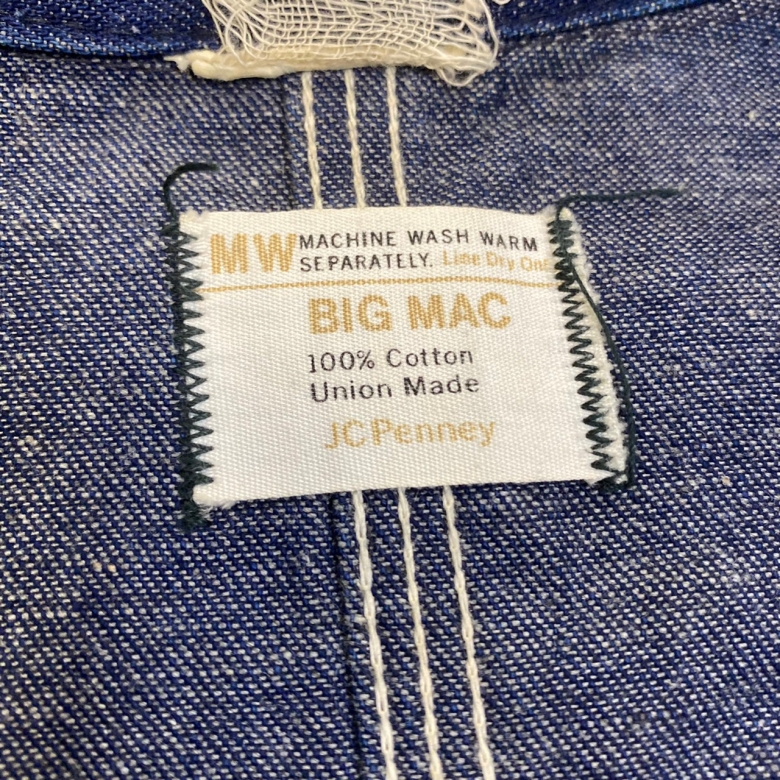 MW MACHINE WASH WARM
SEPARATELY. Line Dry Only
BIG MAC
100% Cotton
Union Made
JCPenney